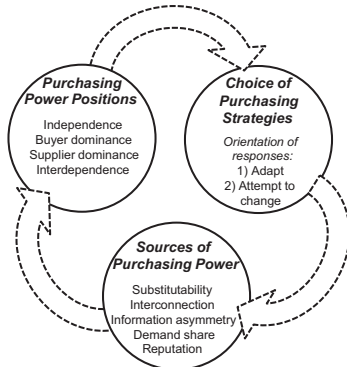 Purchasing
Power Positions
Independence
Buyer dominance
Supplier dominance
Interdependence
Choice of
Purchasing
Strategies
Orientation of
responses:
1) Adapt
2) Attempt to
change
Sources of
Purchasing Power
Substitutability
Interconnection
Information asymmetry
Demand share
Reputation